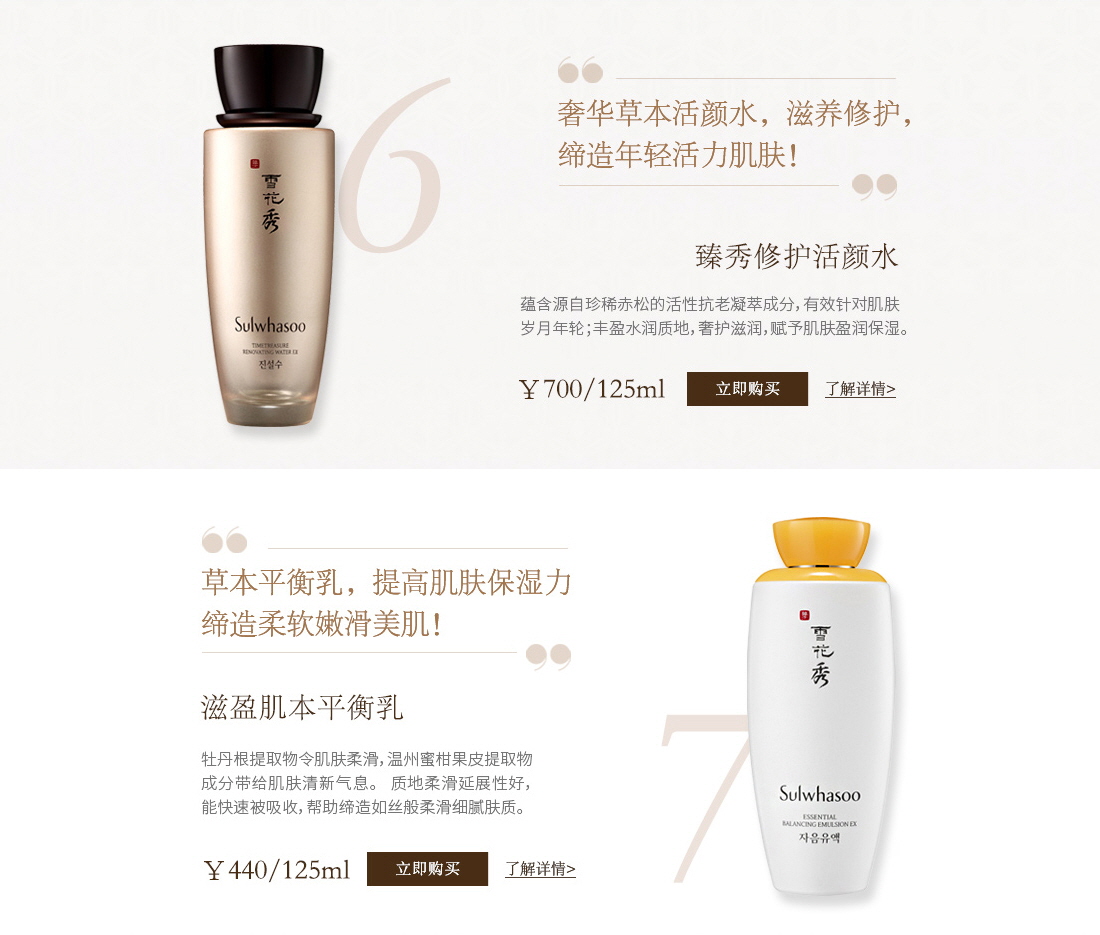 6
奢华草本活颜水，滋养修护，
缔造年轻活力肌肤！
臻秀修护活颜水
蕴含源自珍稀赤松的活性抗老凝萃成分，有效针对肌肤
岁月年轮；丰盈水润质地，奢护滋润，赋予肌肤盈润保湿。
￥700/125ml
立即购买
了解详情>
雪花秀
Sulwhasoo
TIMETREASURE
RENOVATING WATER EX
진설수
草本平衡乳，提高肌肤保湿力
缔造柔软嫩滑美肌！
滋盈肌本平衡乳
牡丹根提取物令肌肤柔滑，温州蜜柑果皮提取物
成分带给肌肤清新气息。 质地柔滑延展性好，
能快速被吸收，帮助缔造如丝般柔滑细腻肤质。
￥440/125ml
立即购买
了解详情>
7
雪花秀
Sulwhasoo
ESSENTIAL
BALANCING EMULSION EX
자음유액